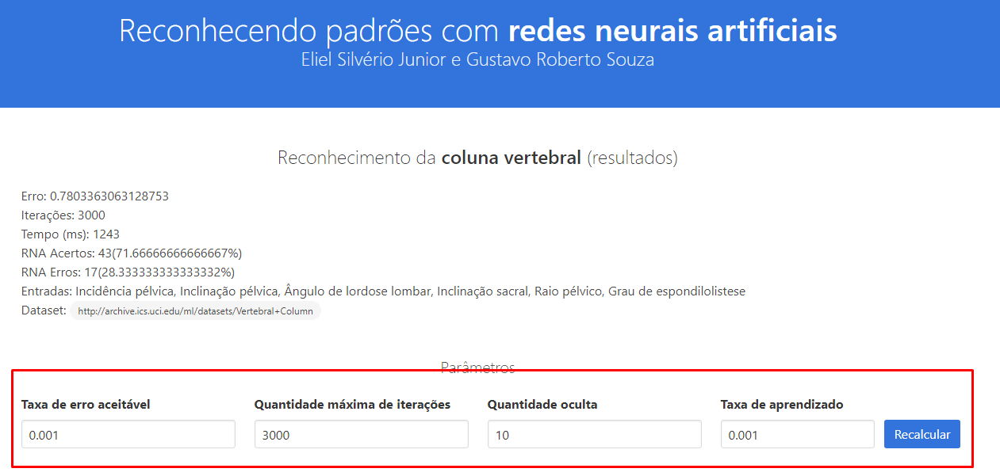 Reconhecendo padrões com redes neurais artificiais
Eliel Silvério Junior e Gustavo Roberto Souza
Reconhecimento da coluna vertebral (resultados)
Erro: 0.7803363063128753
Iterações: 3000
Tempo (ms): 1243
RNA Acertos: 43(71.66666666666667%)
RNA Erros: 17(28.333333333333332%)
Entradas: Incidência pélvica, Inclinação pélvica, Ângulo de lordose lombar, Inclinação sacral, Raio pélvico, Grau de espondilolistese
Dataset: http://archive.ics.uci.edu/ml/datasets/Vertebral+Column
Parâmetros
Taxa de erro aceitável Quantidade máxima de iterações Quantidade oculta Taxa de aprendizado
0.001 3000 10 0.001 Recalcular